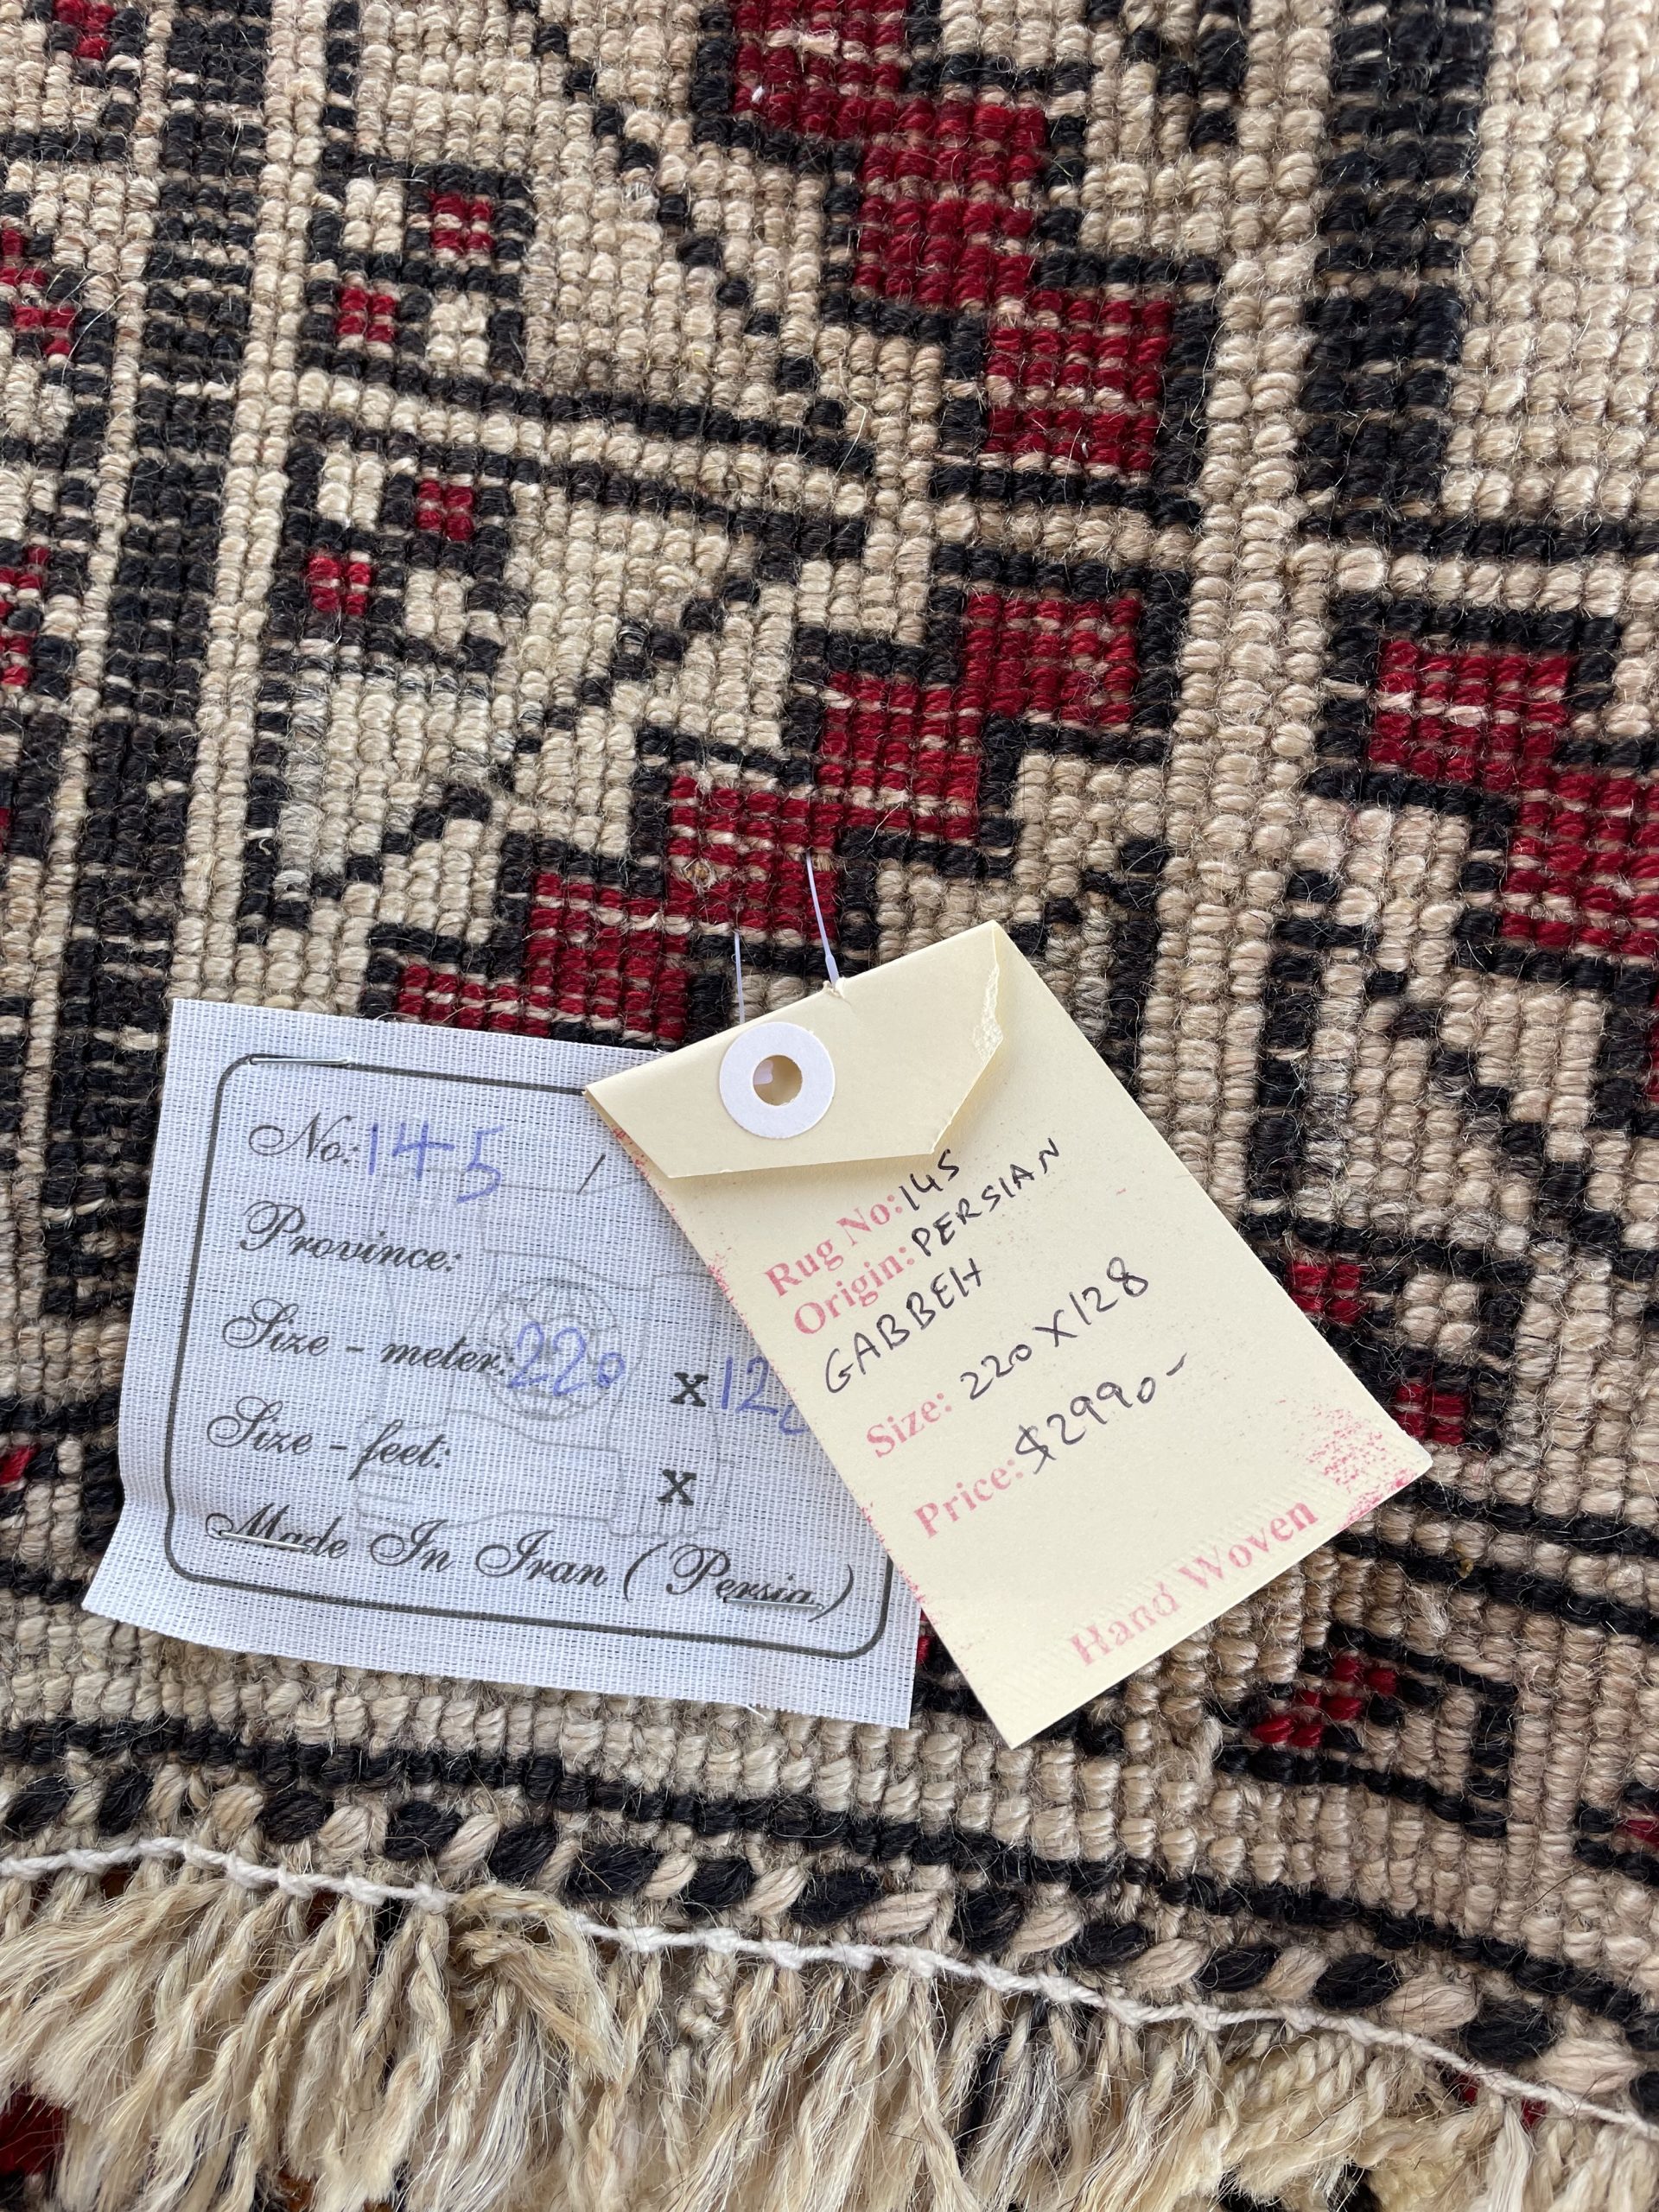 No: 145 /
Province:
Size - meter: 220 x 12
Size - feet: x
Made In Iran ( Persia )
Rug No: 145
Origin: PERSIAN
GABBEH
Size: 220 X 128
Price: $2990-
Hand Woven